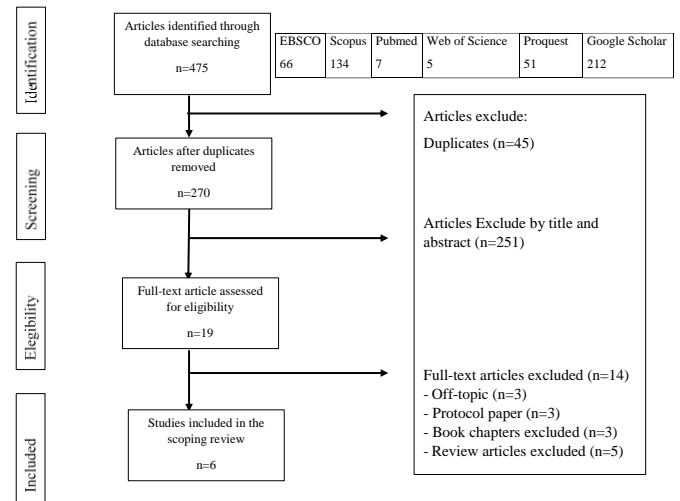 Identification
Articles identified through
database searching
n=475
EBSCO Scopus Pubmed Web of Science Proquest Google Scholar
66 134 7 5 51 212
Articles exclude:
Duplicates (n=45)
Screening
Articles after duplicates
removed
n=270
Articles Exclude by title and
abstract (n=251)
Elegibility
Full-text article assessed
for eligibility
n=19
Full-text articles excluded (n=14)
- Off-topic (n=3)
- Protocol paper (n=3)
- Book chapters excluded (n=3)
- Review articles excluded (n=5)
Included
Studies included in the
scoping review
n=6